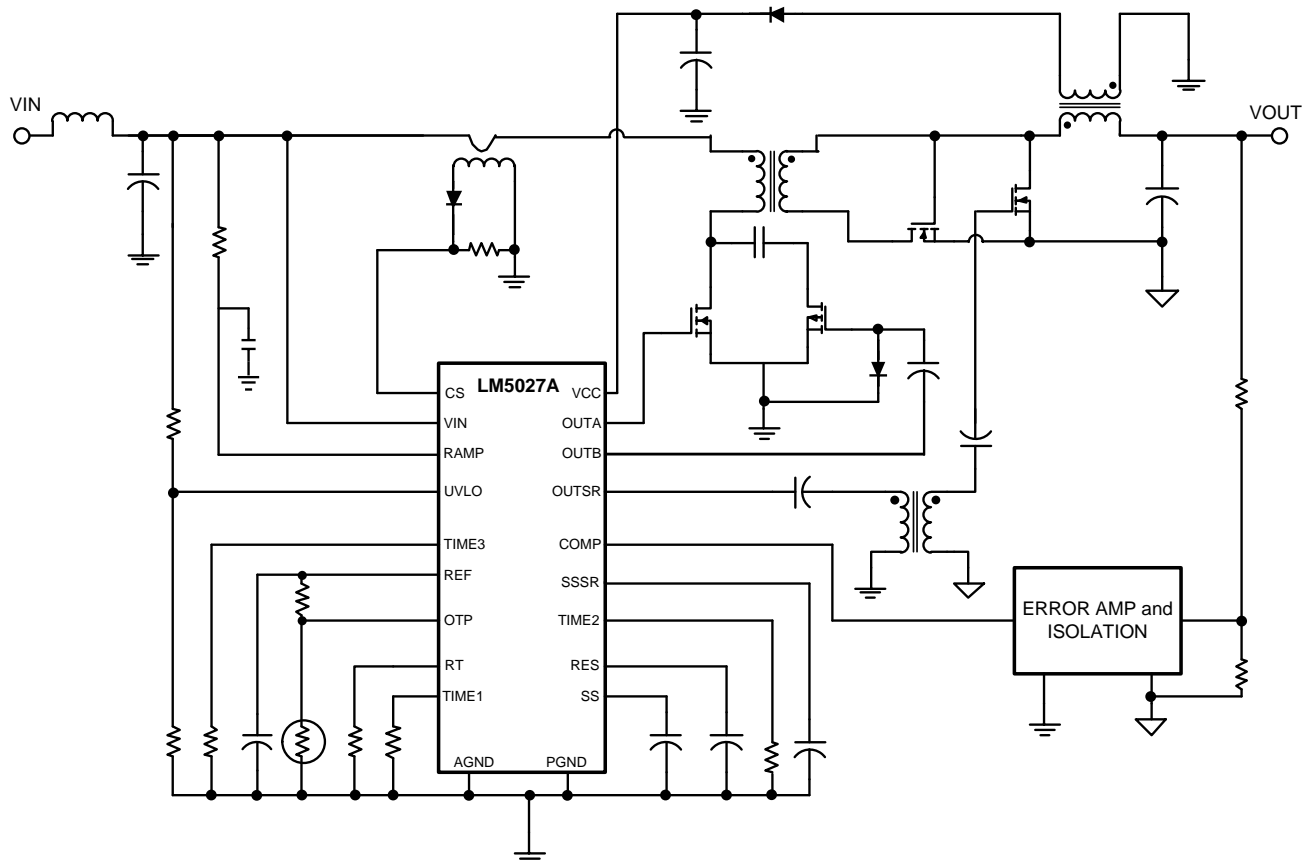 VIN
VOUT
LM5027A
CS
VIN
RAMP
UVLO
TIME3
REF
OTP
RT
TIME1
AGND
PGND
VCC
OUTA
OUTB
OUTSR
COMP
SSSR
TIME2
RES
SS
ERROR AMP and
ISOLATION